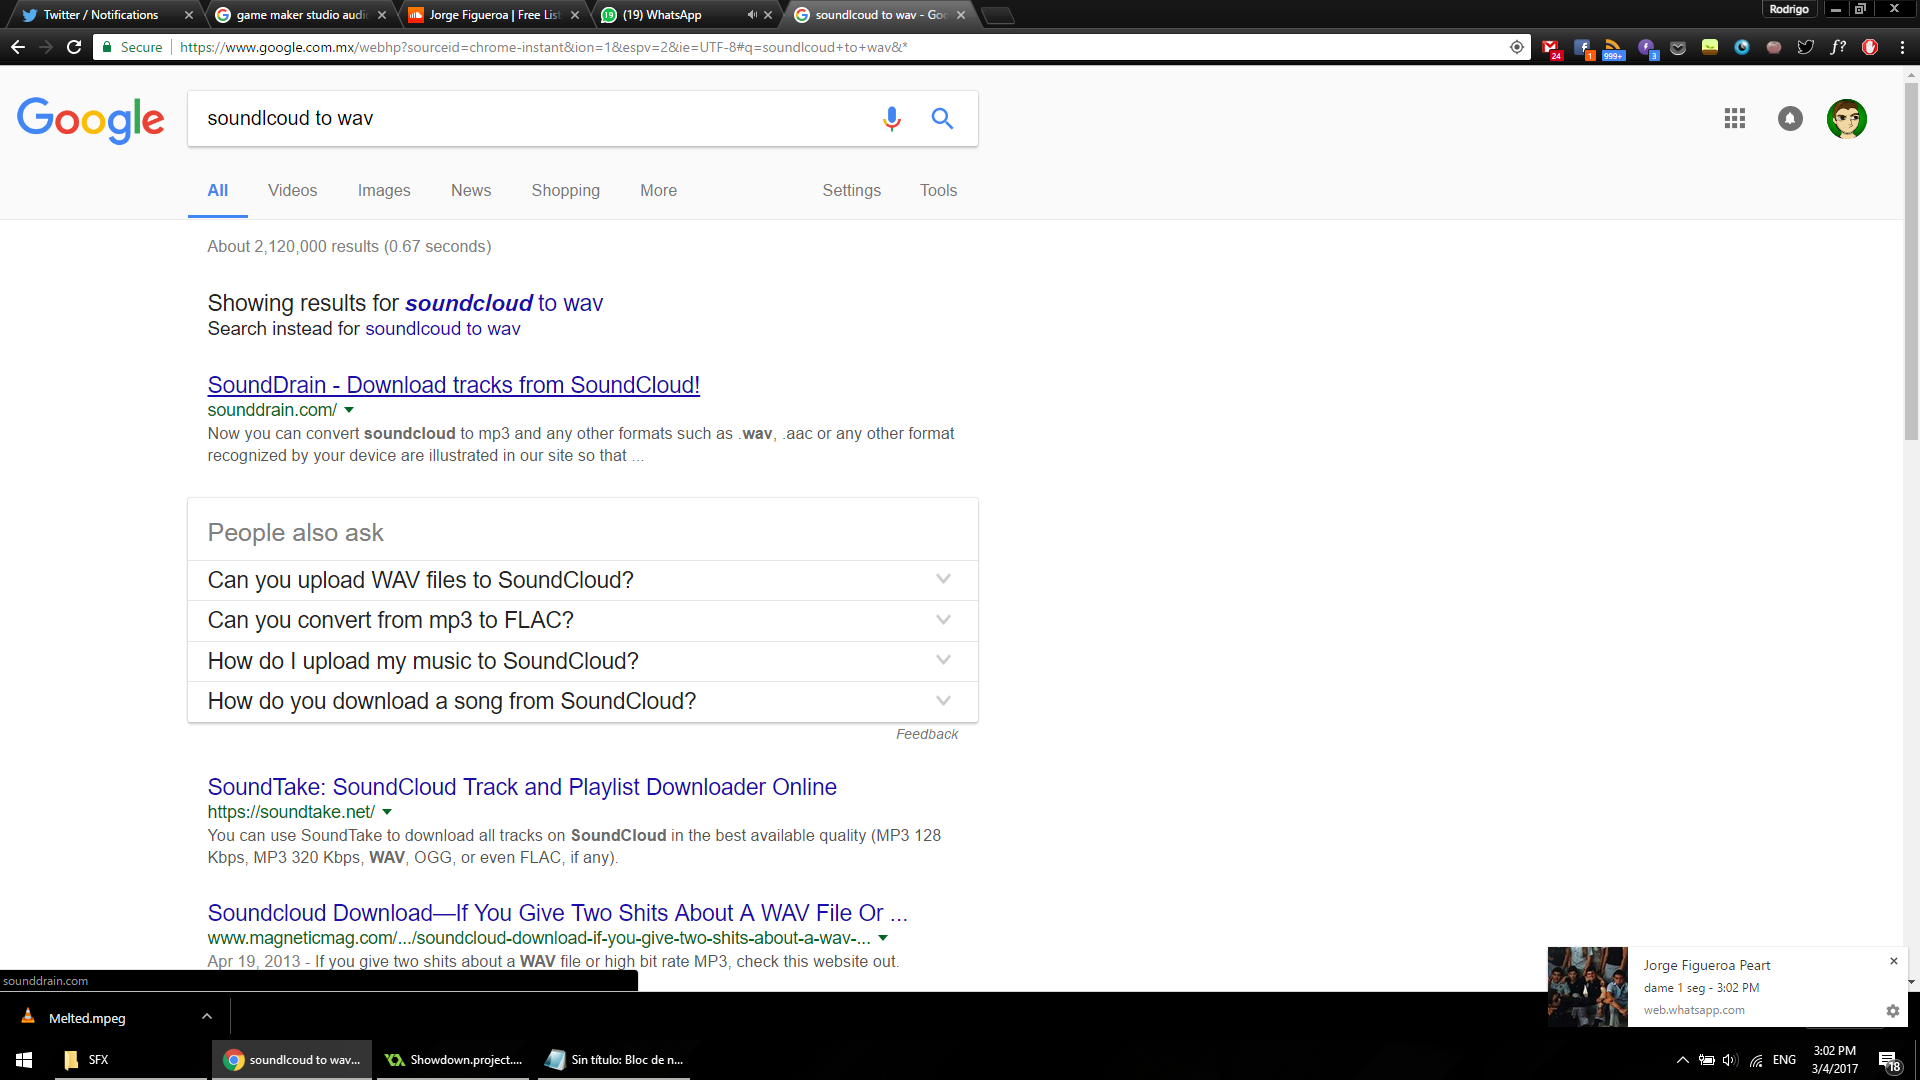 Twitter / Notifications
game maker studio audi
Jorge Figueroa | Free List
(19) WhatsApp
soundlcoud to wav - Goo
Rodrigo
Secure
https://www.google.com.mx/webhp?sourceid=chrome-instant&ion=1&espv=2&ie=UTF-8#q=soundlcoud+to+wav&*
24
1
999+
3
f?
Google
soundlcoud to wav
All
Videos
Images
News
Shopping
More
Settings
Tools
About 2,120,000 results (0.67 seconds)
Showing results for soundcloud to wav
Search instead for soundlcoud to wav
SoundDrain - Download tracks from SoundCloud!
sounddrain.com/
Now you can convert soundcloud to mp3 and any other formats such as .wav, .aac or any other format
recognized by your device are illustrated in our site so that ...
People also ask
Can you upload WAV files to SoundCloud?
Can you convert from mp3 to FLAC?
How do I upload my music to SoundCloud?
How do you download a song from SoundCloud?
Feedback
SoundTake: SoundCloud Track and Playlist Downloader Online
https://soundtake.net/
You can use SoundTake to download all tracks on SoundCloud in the best available quality (MP3 128
Kbps, MP3 320 Kbps, WAV, OGG, or even FLAC, if any).
Soundcloud Download—If You Give Two Shits About A WAV File Or ...
www.magneticmag.com/.../soundcloud-download-if-you-give-two-shits-about-a-wav-...
Apr 19, 2013 - If you give two shits about a WAV file or high bit rate MP3, check this website out.
sounddrain.com
Jorge Figueroa Peart
dame 1 seg - 3:02 PM
web.whatsapp.com
Melted.mpeg
SFX
soundlcoud to wav...
Showdown.project....
Sin título: Bloc de n...
ENG
3:02 PM
3/4/2017
18